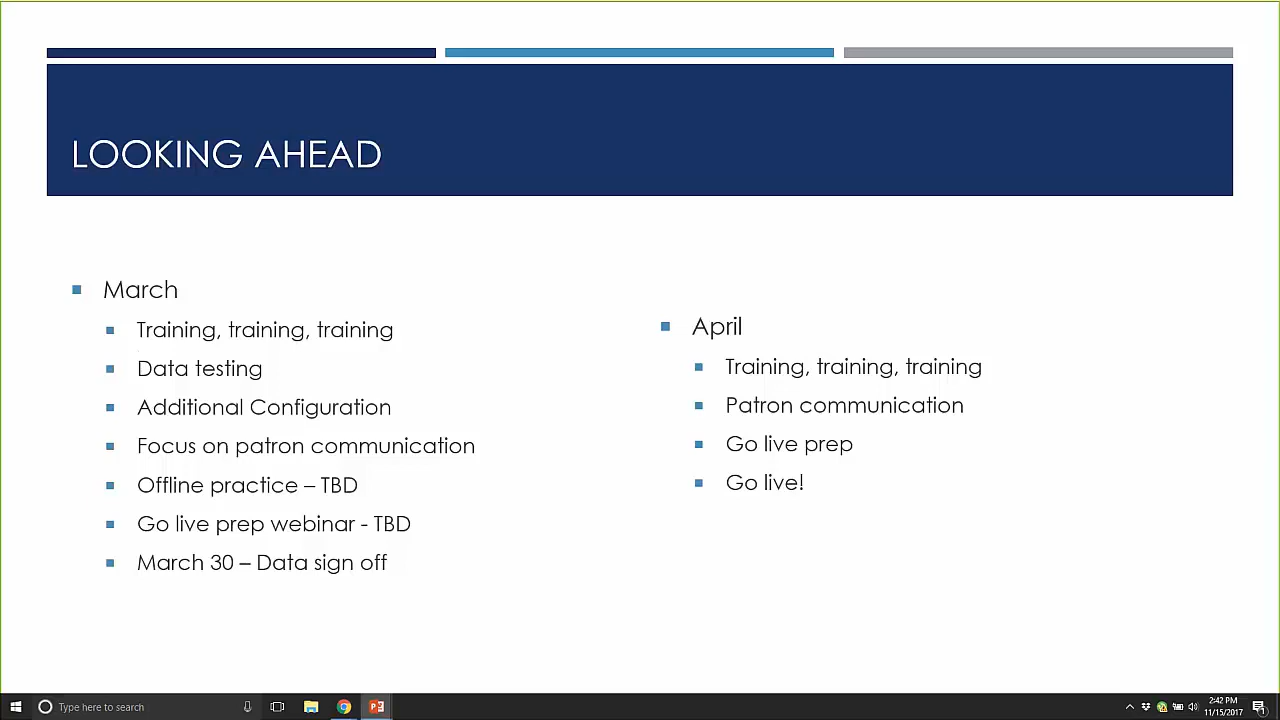 LOOKING AHEAD
March
Training, training, training
Data testing
Additional Configuration
Focus on patron communication
Offline practice – TBD
Go live prep webinar - TBD
March 30 – Data sign off
April
Training, training, training
Patron communication
Go live prep
Go live!
Type here to search
2:42 PM
11/15/2017